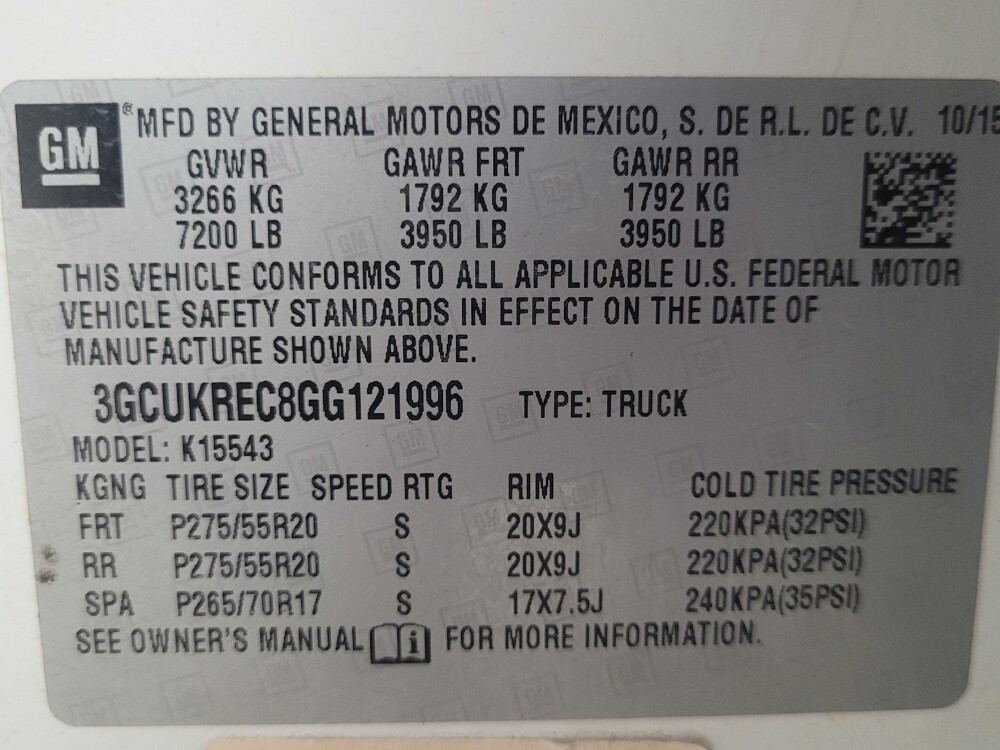 GM ® MFD BY GENERAL MOTORS DE MEXICO, S. DE R.L. DE C.V. 10/15
GVWR GAWR FRT GAWR RR
3266 KG 1792 KG 1792 KG
7200 LB 3950 LB 3950 LB
THIS VEHICLE CONFORMS TO ALL APPLICABLE U.S. FEDERAL MOTOR
VEHICLE SAFETY STANDARDS IN EFFECT ON THE DATE OF
MANUFACTURE SHOWN ABOVE.
3GCUKREC8GG121996 TYPE: TRUCK
MODEL: K15543
KGNG TIRE SIZE SPEED RTG RIM COLD TIRE PRESSURE
FRT P275/55R20 S 20X9J 220KPA(32PSI)
RR P275/55R20 S 20X9J 220KPA(32PSI)
SPA P265/70R17 S 17X7.5J 240KPA(35PSI)
SEE OWNER'S MANUAL i FOR MORE INFORMATION.